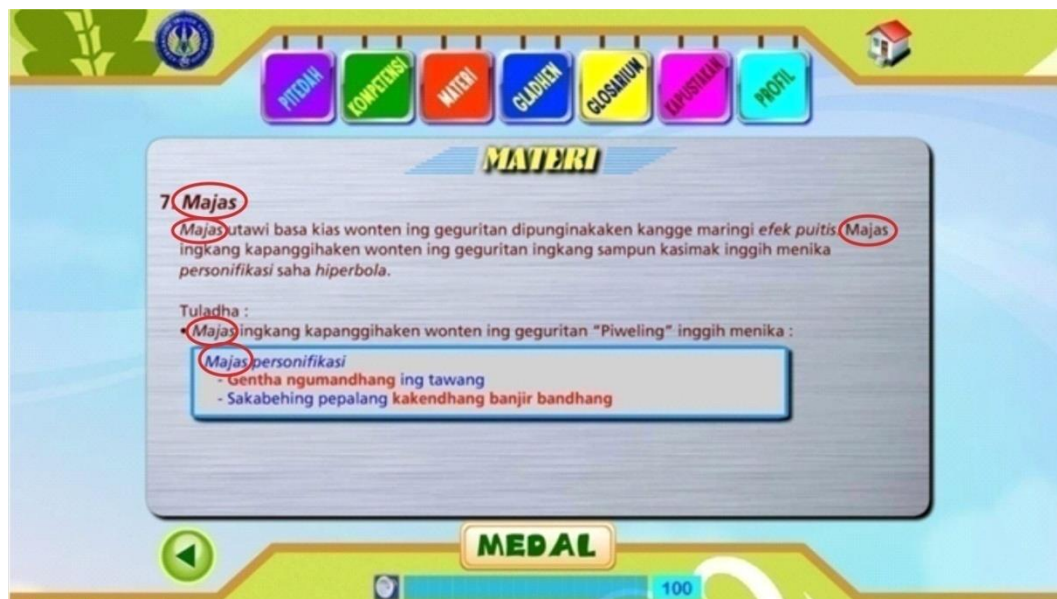 PITEDAH
KOMPETENSI
MATERI
GLADHEN
GLOSARIUM
KAPUSTAKAN
PROFIL
MATERI
7. Majas
Majas utawi basa kias wonten ing geguritan dipunginakaken kangge maringi efek puitis. Majas
ingkang kapanggihaken wonten ing geguritan ingkang sampun kasimak inggih menika
personifikasi saha hiperbola.
Tuladha :
• Majas ingkang kapanggihaken wonten ing geguritan “Piweling” inggih menika :
Majas personifikasi
- Gentha ngumandhang ing tawang
- Sakabehing pepalang kakendhang banjir bandhang
MEDAL
100